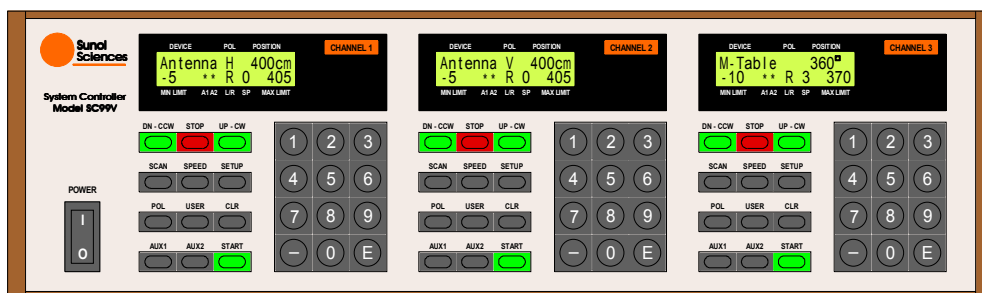 Sunol
Sciences
System Controller
Model SC99V
POWER
I
O
DEVICE POL POSITION CHANNEL 1
Antenna H 400cm
-5 ** R 0 405
MIN LIMIT A1 A2 L/R SP MAX LIMIT
DN - CCW STOP UP - CW
1 2 3
SCAN SPEED SETUP
4 5 6
POL USER CLR
7 8 9
AUX1 AUX2 START
– 0 E
DEVICE POL POSITION CHANNEL 2
Antenna V 400cm
-5 ** R 0 405
MIN LIMIT A1 A2 L/R SP MAX LIMIT
DN - CCW STOP UP - CW
1 2 3
SCAN SPEED SETUP
4 5 6
POL USER CLR
7 8 9
AUX1 AUX2 START
– 0 E
DEVICE POL POSITION CHANNEL 3
M-Table 360°
-10 ** R 3 370
MIN LIMIT A1 A2 L/R SP MAX LIMIT
DN - CCW STOP UP - CW
1 2 3
SCAN SPEED SETUP
4 5 6
POL USER CLR
7 8 9
AUX1 AUX2 START
– 0 E